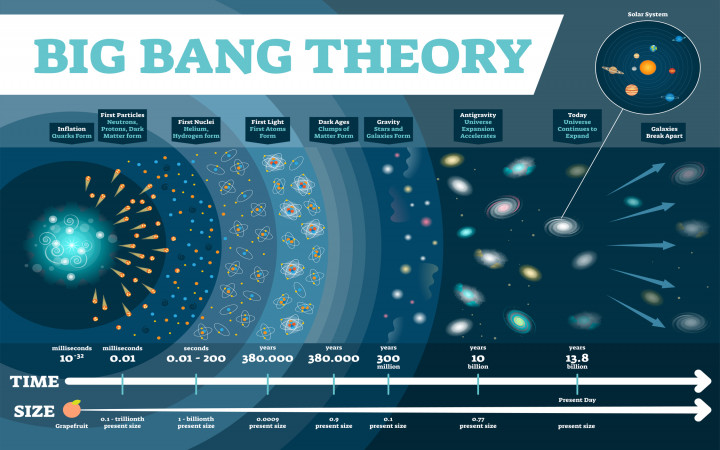 Solar System
BIG BANG THEORY
Inflation
Quarks Form
First Particles
Neutrons,
Protons, Dark
Matter form
First Nuclei
Helium,
Hydrogen form
First Light
First Atoms
Form
Dark Ages
Clumps of
Matter Form
Gravity
Stars and
Galaxies Form
Antigravity
Universe
Expansion
Accelerates
Today
Universe
Continues to
Expand
Galaxies
Break Apart
milliseconds
10⁻³²
milliseconds
0.01
seconds
0.01 - 200
years
380.000
years
380.000
years
300
million
years
10
billion
years
13.8
billion
TIME
Present Day
SIZE
Grapefruit
0.1 - trillionth
present size
1 - billionth
present size
0.0009
present size
0.9
present size
0.1
present size
0.77
present size
present size